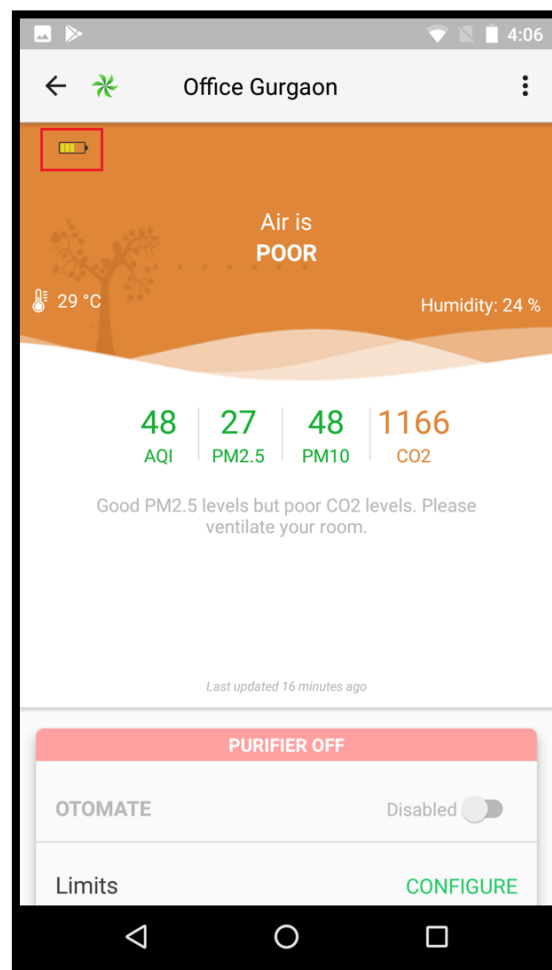 4:06
Office Gurgaon
Air is
POOR
29 °C
Humidity: 24 %
48 27 48 1166
AQI PM2.5 PM10 CO2
Good PM2.5 levels but poor CO2 levels. Please
ventilate your room.
Last updated 16 minutes ago
PURIFIER OFF
OTOMATE Disabled
Limits CONFIGURE